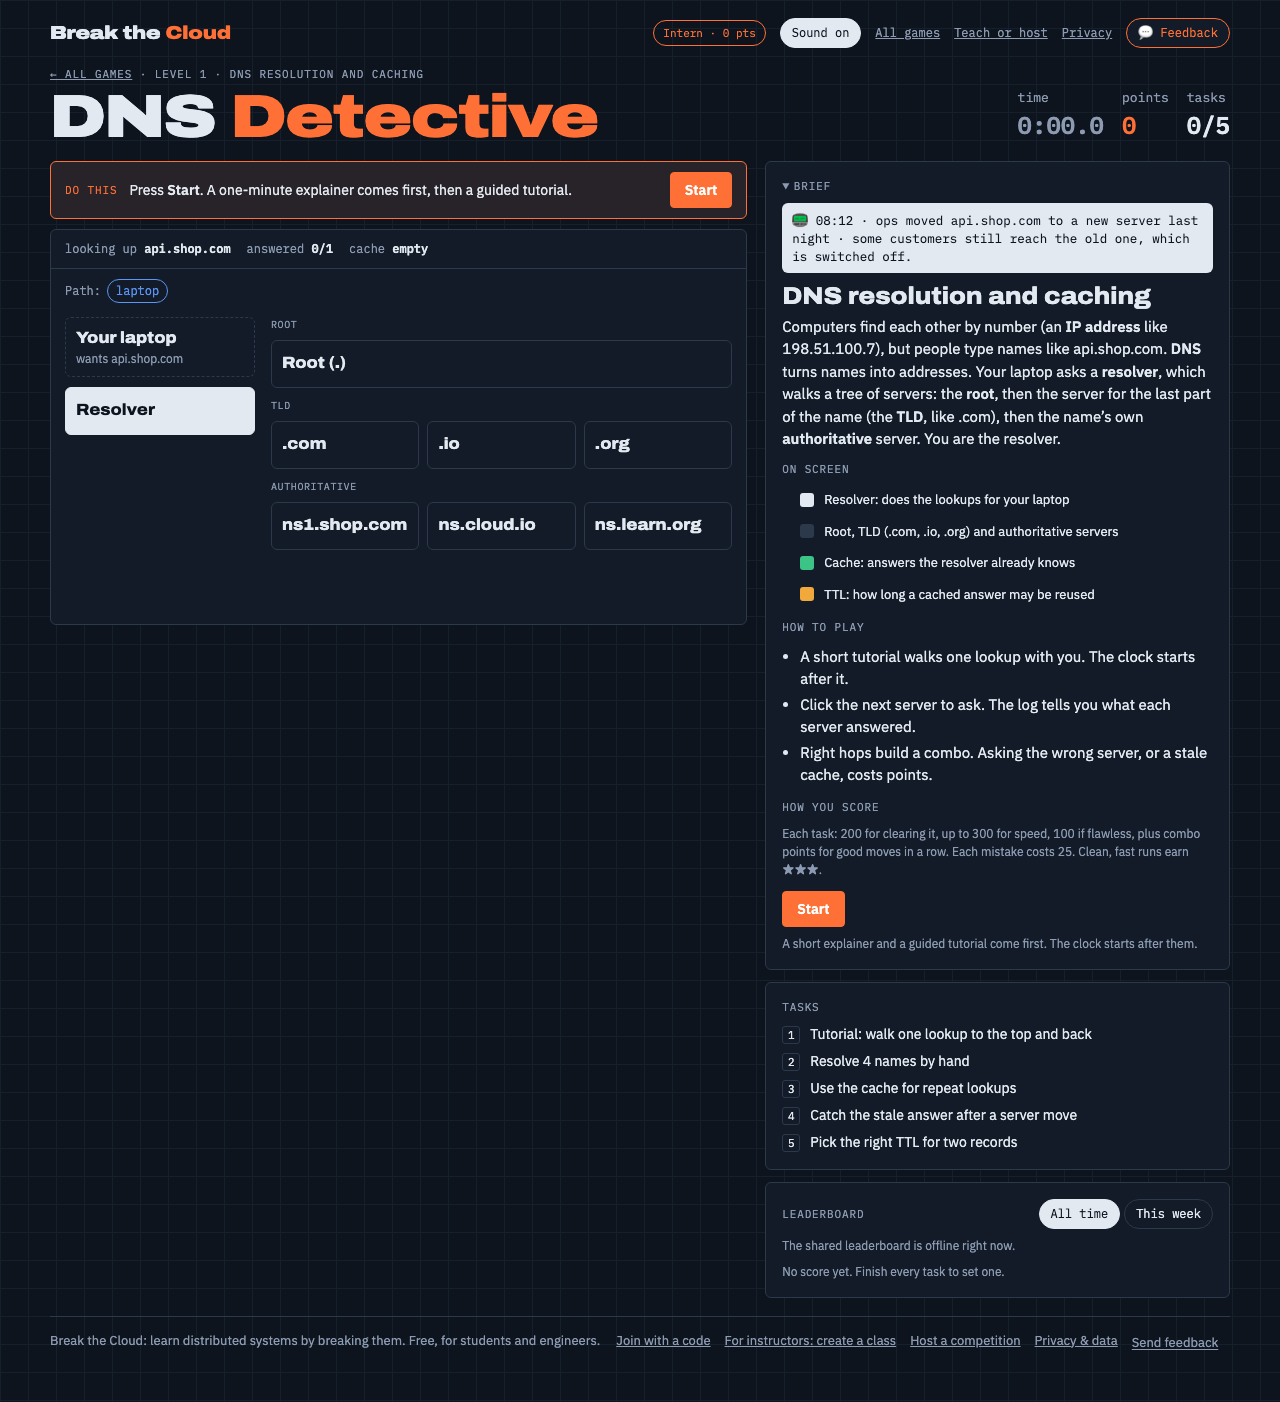 Break the Cloud
Intern · 0 pts
Sound on
All games
Teach or host
Privacy
💬 Feedback
← ALL GAMES · LEVEL 1 · DNS RESOLUTION AND CACHING
DNS Detective
time
0:00.0
points
0
tasks
0/5
DO THIS Press Start. A one-minute explainer comes first, then a guided tutorial.
Start
looking up api.shop.com answered 0/1 cache empty
Path: laptop
Your laptop
wants api.shop.com
Resolver
ROOT
Root (.)
TLD
.com
.io
.org
AUTHORITATIVE
ns1.shop.com
ns.cloud.io
ns.learn.org
▼ BRIEF
📟 08:12 · ops moved api.shop.com to a new server last
night · some customers still reach the old one, which
is switched off.
DNS resolution and caching
Computers find each other by number (an IP address like
198.51.100.7), but people type names like api.shop.com. DNS
turns names into addresses. Your laptop asks a resolver, which
walks a tree of servers: the root, then the server for the last part
of the name (the TLD, like .com), then the name’s own
authoritative server. You are the resolver.
ON SCREEN
Resolver: does the lookups for your laptop
Root, TLD (.com, .io, .org) and authoritative servers
Cache: answers the resolver already knows
TTL: how long a cached answer may be reused
HOW TO PLAY
• A short tutorial walks one lookup with you. The clock starts
after it.
• Click the next server to ask. The log tells you what each
server answered.
• Right hops build a combo. Asking the wrong server, or a stale
cache, costs points.
HOW YOU SCORE
Each task: 200 for clearing it, up to 300 for speed, 100 if flawless, plus combo
points for good moves in a row. Each mistake costs 25. Clean, fast runs earn
★★★.
Start
A short explainer and a guided tutorial come first. The clock starts after them.
TASKS
1 Tutorial: walk one lookup to the top and back
2 Resolve 4 names by hand
3 Use the cache for repeat lookups
4 Catch the stale answer after a server move
5 Pick the right TTL for two records
LEADERBOARD
All time
This week
The shared leaderboard is offline right now.
No score yet. Finish every task to set one.
Break the Cloud: learn distributed systems by breaking them. Free, for students and engineers.
Join with a code
For instructors: create a class
Host a competition
Privacy & data
Send feedback